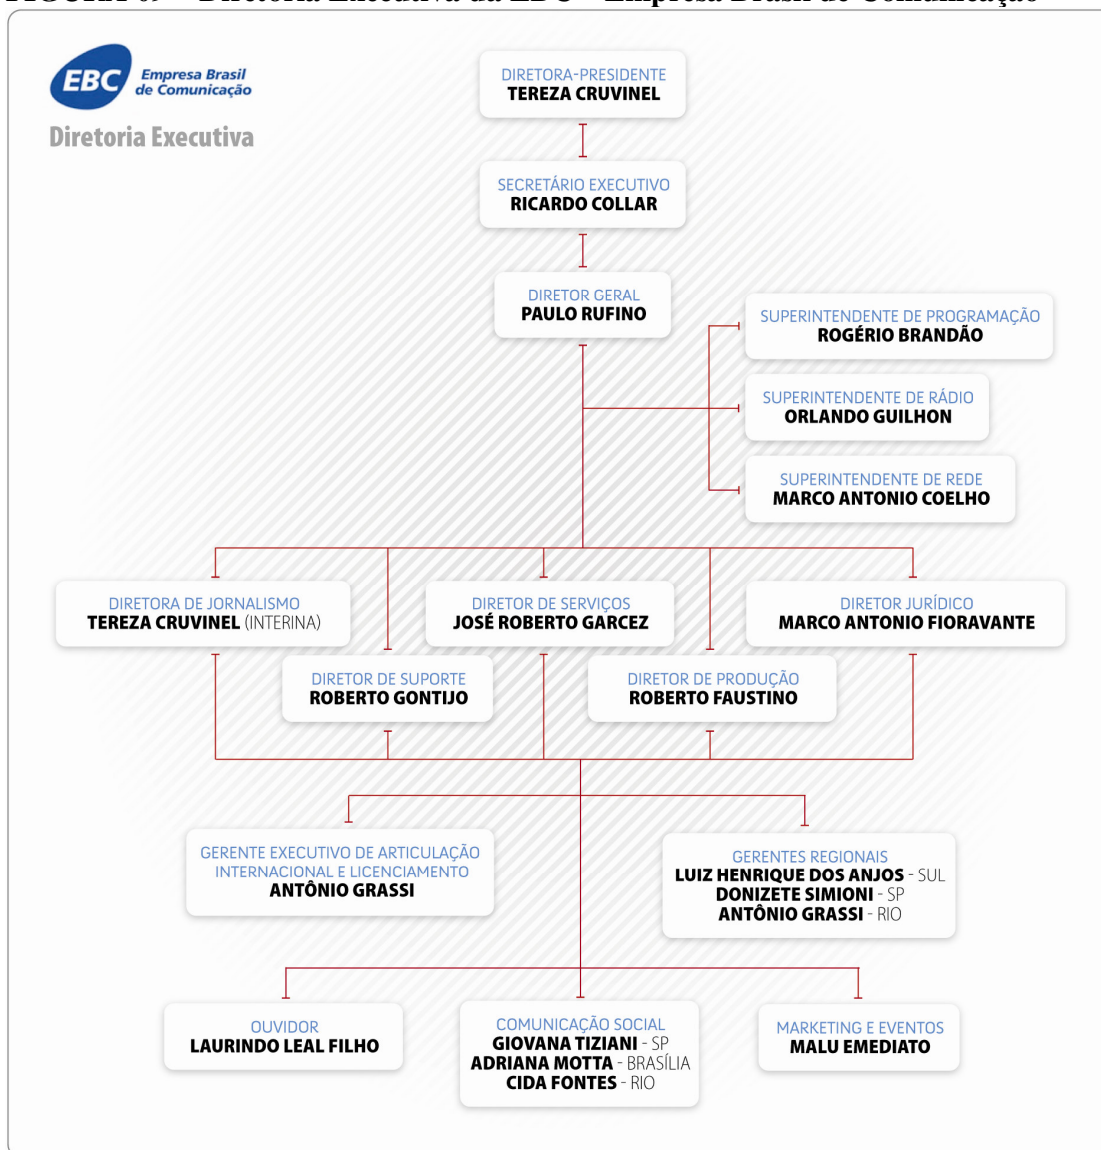 FIGURA 09 – Diretoria Executiva da EBC – Empresa Brasil de Comunicação
EBC Empresa Brasil
de Comunicação
Diretoria Executiva
DIRETORA-PRESIDENTE
TEREZA CRUVINEL
SECRETÁRIO EXECUTIVO
RICARDO COLLAR
DIRETOR GERAL
PAULO RUFINO
SUPERINTENDENTE DE PROGRAMAÇÃO
ROGÉRIO BRANDÃO
SUPERINTENDENTE DE RÁDIO
ORLANDO GUILHON
SUPERINTENDENTE DE REDE
MARCO ANTONIO COELHO
DIRETORA DE JORNALISMO
TEREZA CRUVINEL (INTERINA)
DIRETOR DE SERVIÇOS
JOSÉ ROBERTO GARCEZ
DIRETOR JURÍDICO
MARCO ANTONIO FIORAVANTE
DIRETOR DE SUPORTE
ROBERTO GONTIJO
DIRETOR DE PRODUÇÃO
ROBERTO FAUSTINO
GERENTE EXECUTIVO DE ARTICULAÇÃO
INTERNACIONAL E LICENCIAMENTO
ANTÔNIO GRASSI
GERENTES REGIONAIS
LUIZ HENRIQUE DOS ANJOS - SUL
DONIZETE SIMIONI - SP
ANTÔNIO GRASSI - RIO
OUVIDOR
LAURINDO LEAL FILHO
COMUNICAÇÃO SOCIAL
GIOVANA TIZIANI - SP
ADRIANA MOTTA - BRASÍLIA
CIDA FONTES - RIO
MARKETING E EVENTOS
MALU EMEDIATO